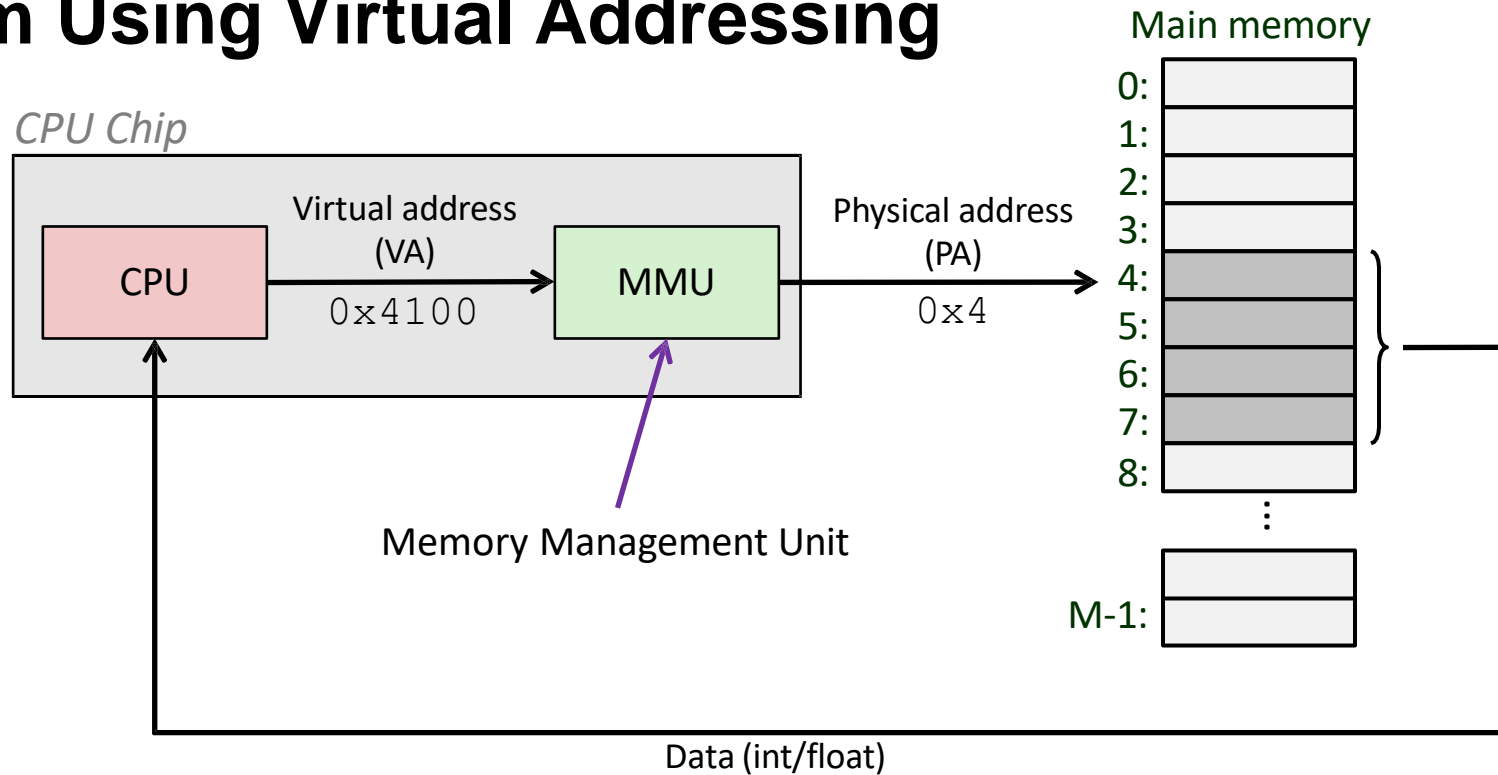 m Using Virtual Addressing
Main memory
CPU Chip
0:
1:
2:
3:
4:
5:
6:
7:
8:
⋮
M-1:
Virtual address
(VA)
0x4100
CPU
MMU
Physical address
(PA)
0x4
Memory Management Unit
Data (int/float)